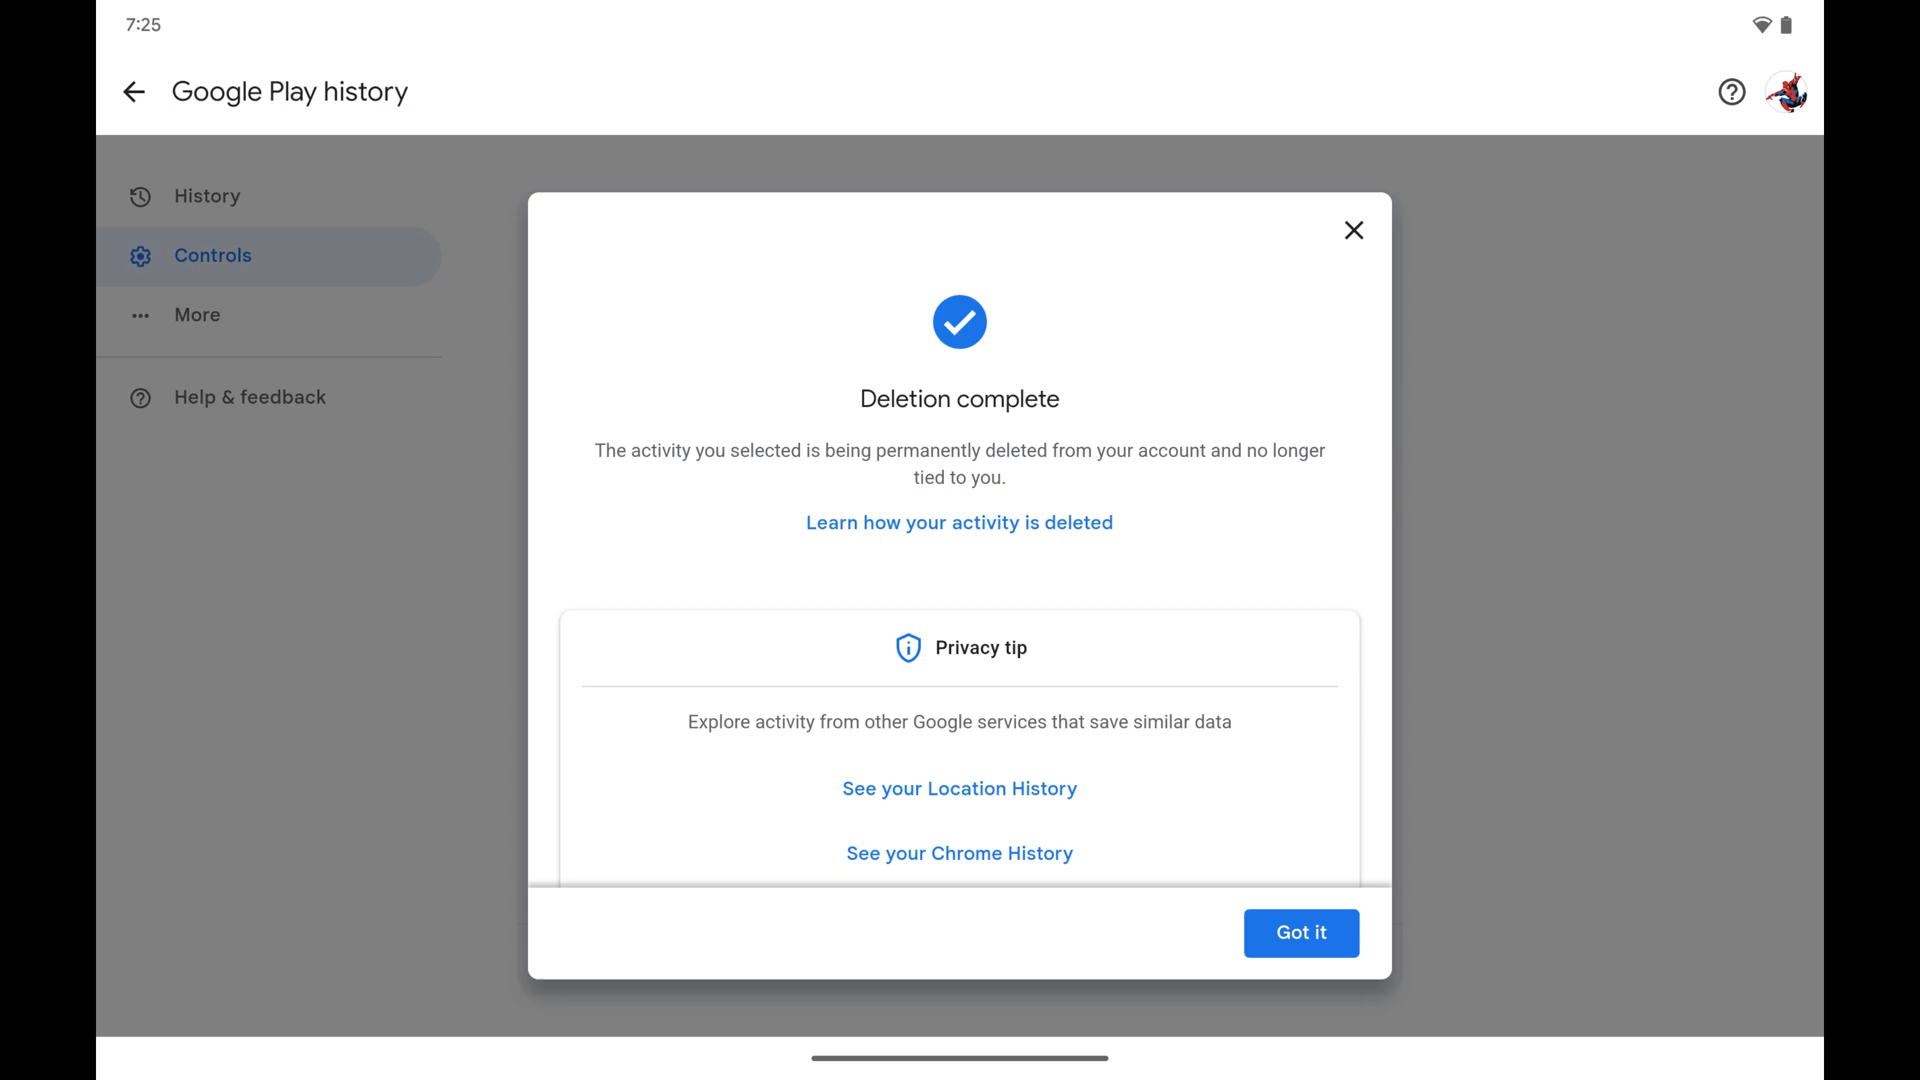 7:25
Google Play history
History
Controls
More
Help & feedback
Deletion complete
The activity you selected is being permanently deleted from your account and no longer
tied to you.
Learn how your activity is deleted
Privacy tip
Explore activity from other Google services that save similar data
See your Location History
See your Chrome History
Got it